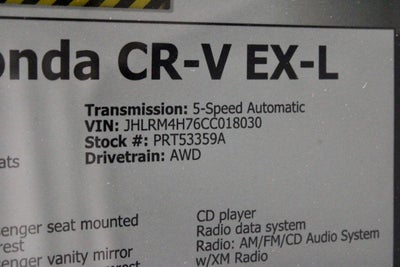 onda CR-V EX-L
Transmission: 5-Speed Automatic
VIN: JHLRM4H76CC018030
Stock #: PRT53359A
Drivetrain: AWD
eats
enger seat mounted
rest
enger vanity mirror
CD player
Radio data system
Radio: AM/FM/CD Audio System
w/XM Radio